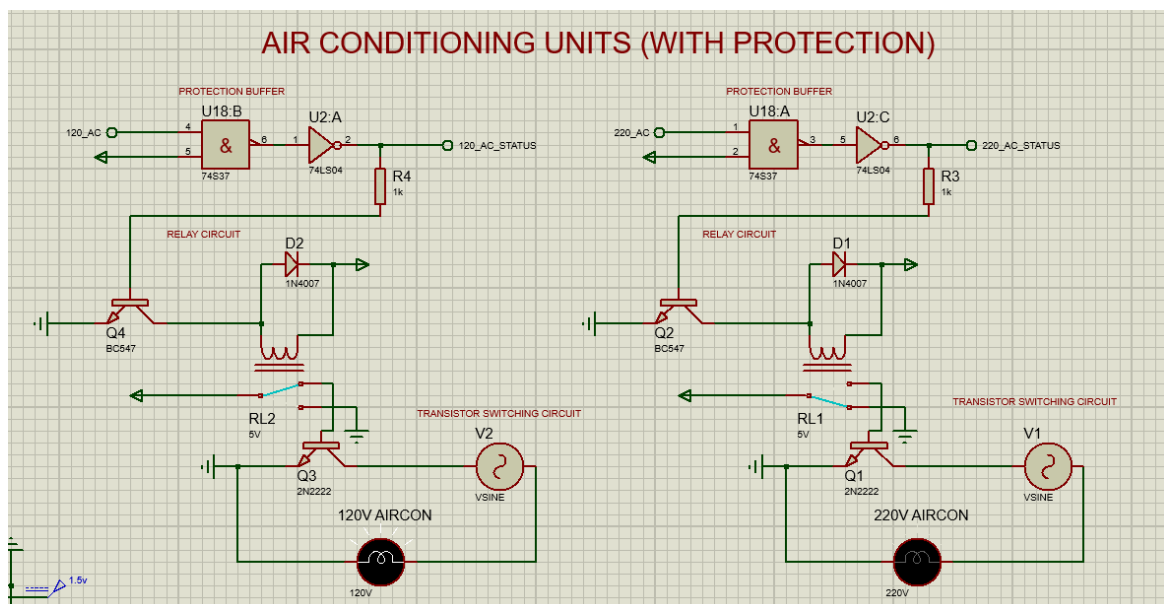 AIR CONDITIONING UNITS (WITH PROTECTION)
PROTECTION BUFFER
U18:B
U2:A
120_AC
4
5
&
6
1
2
120_AC_STATUS
74S37
74LS04
R4
1k
RELAY CIRCUIT
D2
1N4007
Q4
BC547
RL2
5V
TRANSISTOR SWITCHING CIRCUIT
V2
Q3
2N2222
VSINE
120V AIRCON
120V
1.5v
PROTECTION BUFFER
U18:A
U2:C
220_AC
1
2
&
3
5
6
220_AC_STATUS
74S37
74LS04
R3
1k
RELAY CIRCUIT
D1
1N4007
Q2
BC547
RL1
5V
TRANSISTOR SWITCHING CIRCUIT
V1
Q1
2N2222
VSINE
220V AIRCON
220V